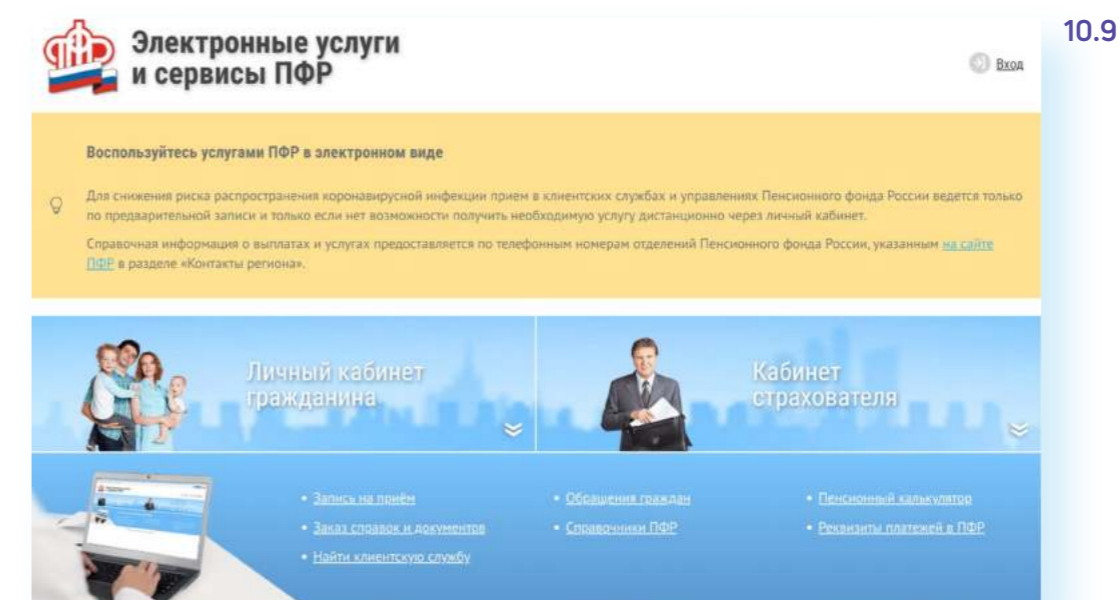 10.9
Электронные услуги
и сервисы ПФР
Вход
Воспользуйтесь услугами ПФР в электронном виде
Для снижения риска распространения коронавирусной инфекции прием в клиентских службах и управлениях Пенсионного фонда России ведется только
по предварительной записи и только если нет возможности получить необходимую услугу дистанционно через личный кабинет.
Справочная информация о выплатах и услугах предоставляется по телефонным номерам отделений Пенсионного фонда России, указанным на сайте
ПФР в разделе «Контакты региона».
Личный кабинет
гражданина
Кабинет
страхователя
• Запись на приём
• Заказ справок и документов
• Найти клиентскую службу
• Обращения граждан
• Справочники ПФР
• Пенсионный калькулятор
• Реквизиты платежей в ПФР